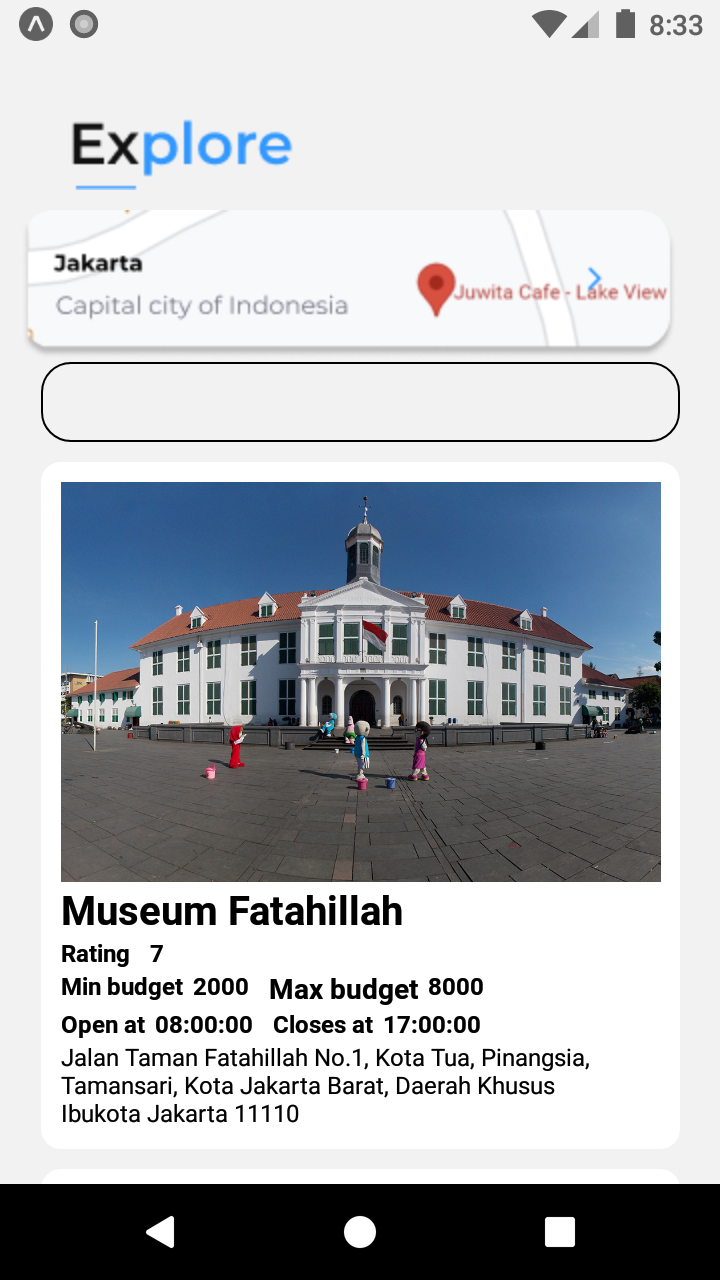 8:33
Explore
Jakarta
Capital city of Indonesia
Juwita Cafe - Lake View
Museum Fatahillah
Rating 7
Min budget 2000 Max budget 8000
Open at 08:00:00 Closes at 17:00:00
Jalan Taman Fatahillah No.1, Kota Tua, Pinangsia,
Tamansari, Kota Jakarta Barat, Daerah Khusus
Ibukota Jakarta 11110